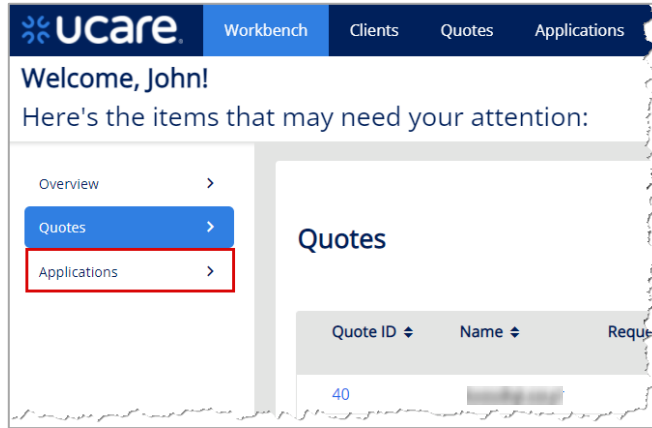 ucare. Workbench Clients Quotes Applications
Welcome, John!
Here's the items that may need your attention:
Overview
Quotes
Applications
Quotes
Quote ID Name
40